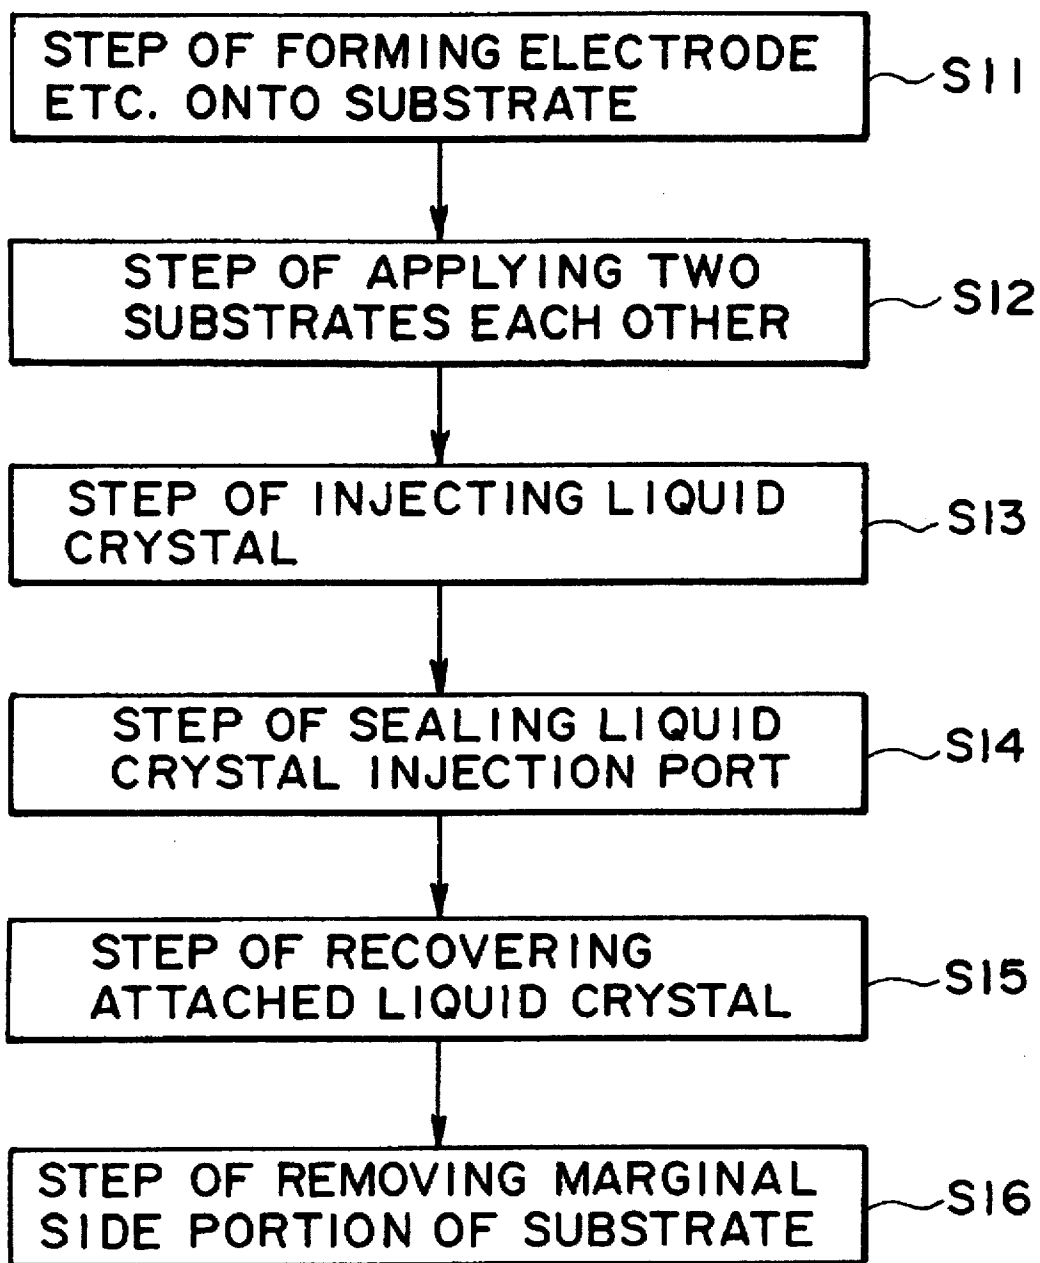 STEP OF FORMING ELECTRODE
ETC. ONTO SUBSTRATE
S11
STEP OF APPLYING TWO
SUBSTRATES EACH OTHER
S12
STEP OF INJECTING LIQUID
CRYSTAL
S13
STEP OF SEALING LIQUID
CRYSTAL INJECTION PORT
S14
STEP OF RECOVERING
ATTACHED LIQUID CRYSTAL
S15
STEP OF REMOVING MARGINAL
SIDE PORTION OF SUBSTRATE
S16